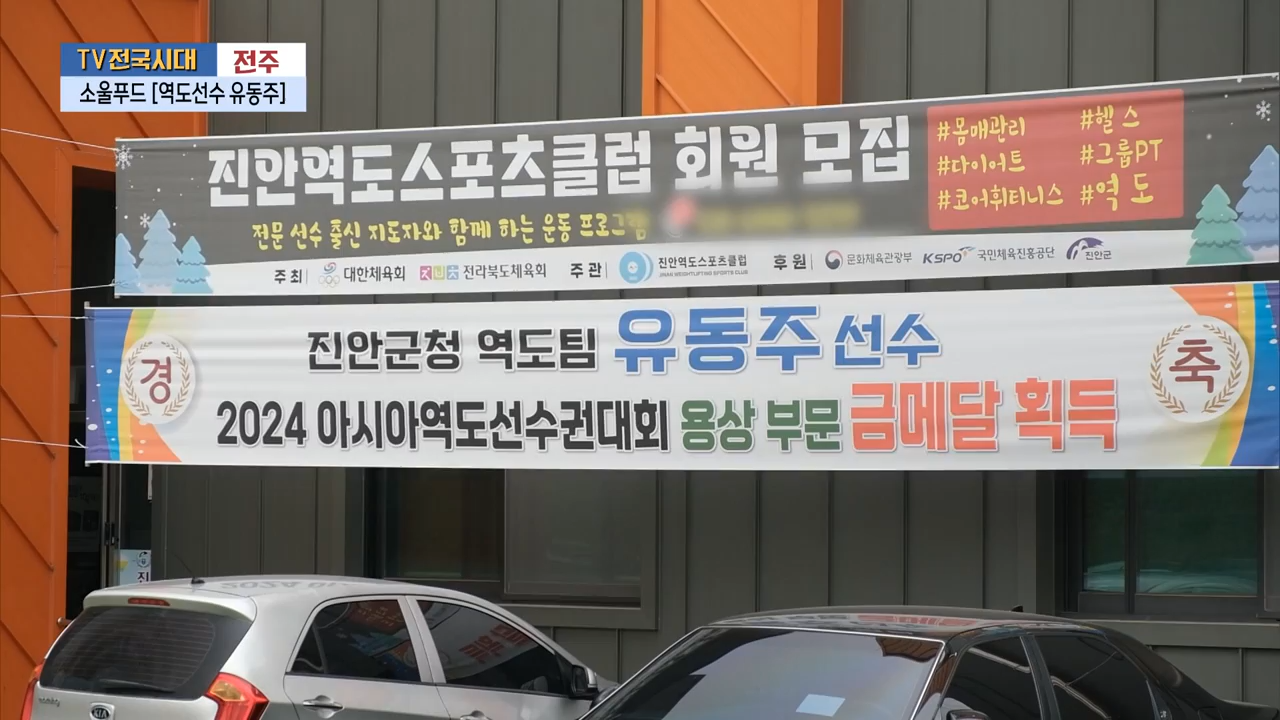 TV전국시대 전주
소울푸드 [역도선수 유동주]
진안역도스포츠클럽 회원 모집
전문 선수 출신 지도자와 함께 하는 운동 프로그램
#몸매관리 #헬스
#다이어트 #그룹PT
#코어휘티니스 #역도
주최 대한체육회 전라북도체육회 주관 진안역도스포츠클럽 후원 문화체육관광부 KSPO 국민체육진흥공단 진안군
JINAN WEIGHTLIFTING SPORTS CLUB
경
진안군청 역도팀 유동주 선수
2024 아시아역도선수권대회 용상 부문 금메달 획득
축
진
KIA